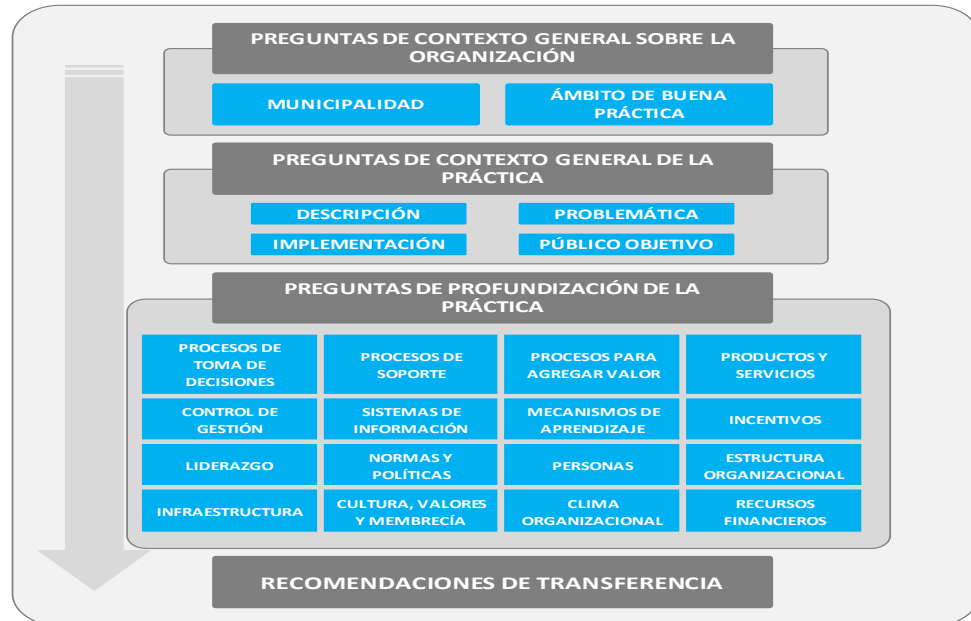 PREGUNTAS DE CONTEXTO GENERAL SOBRE LA
ORGANIZACIÓN
MUNICIPALIDAD
ÁMBITO DE BUENA
PRÁCTICA
PREGUNTAS DE CONTEXTO GENERAL DE LA
PRÁCTICA
DESCRIPCIÓN
PROBLEMÁTICA
IMPLEMENTACIÓN
PÚBLICO OBJETIVO
PREGUNTAS DE PROFUNDIZACIÓN DE LA
PRÁCTICA
PROCESOS DE
TOMA DE
DECISIONES
PROCESOS DE
SOPORTE
PROCESOS PARA
AGREGAR VALOR
PRODUCTOS Y
SERVICIOS
CONTROL DE
GESTIÓN
SISTEMAS DE
INFORMACIÓN
MECANISMOS DE
APRENDIZAJE
INCENTIVOS
LIDERAZGO
NORMAS Y
POLÍTICAS
PERSONAS
ESTRUCTURA
ORGANIZACIONAL
INFRAESTRUCTURA
CULTURA, VALORES
Y MEMBRECÍA
CLIMA
ORGANIZACIONAL
RECURSOS
FINANCIEROS
RECOMENDACIONES DE TRANSFERENCIA